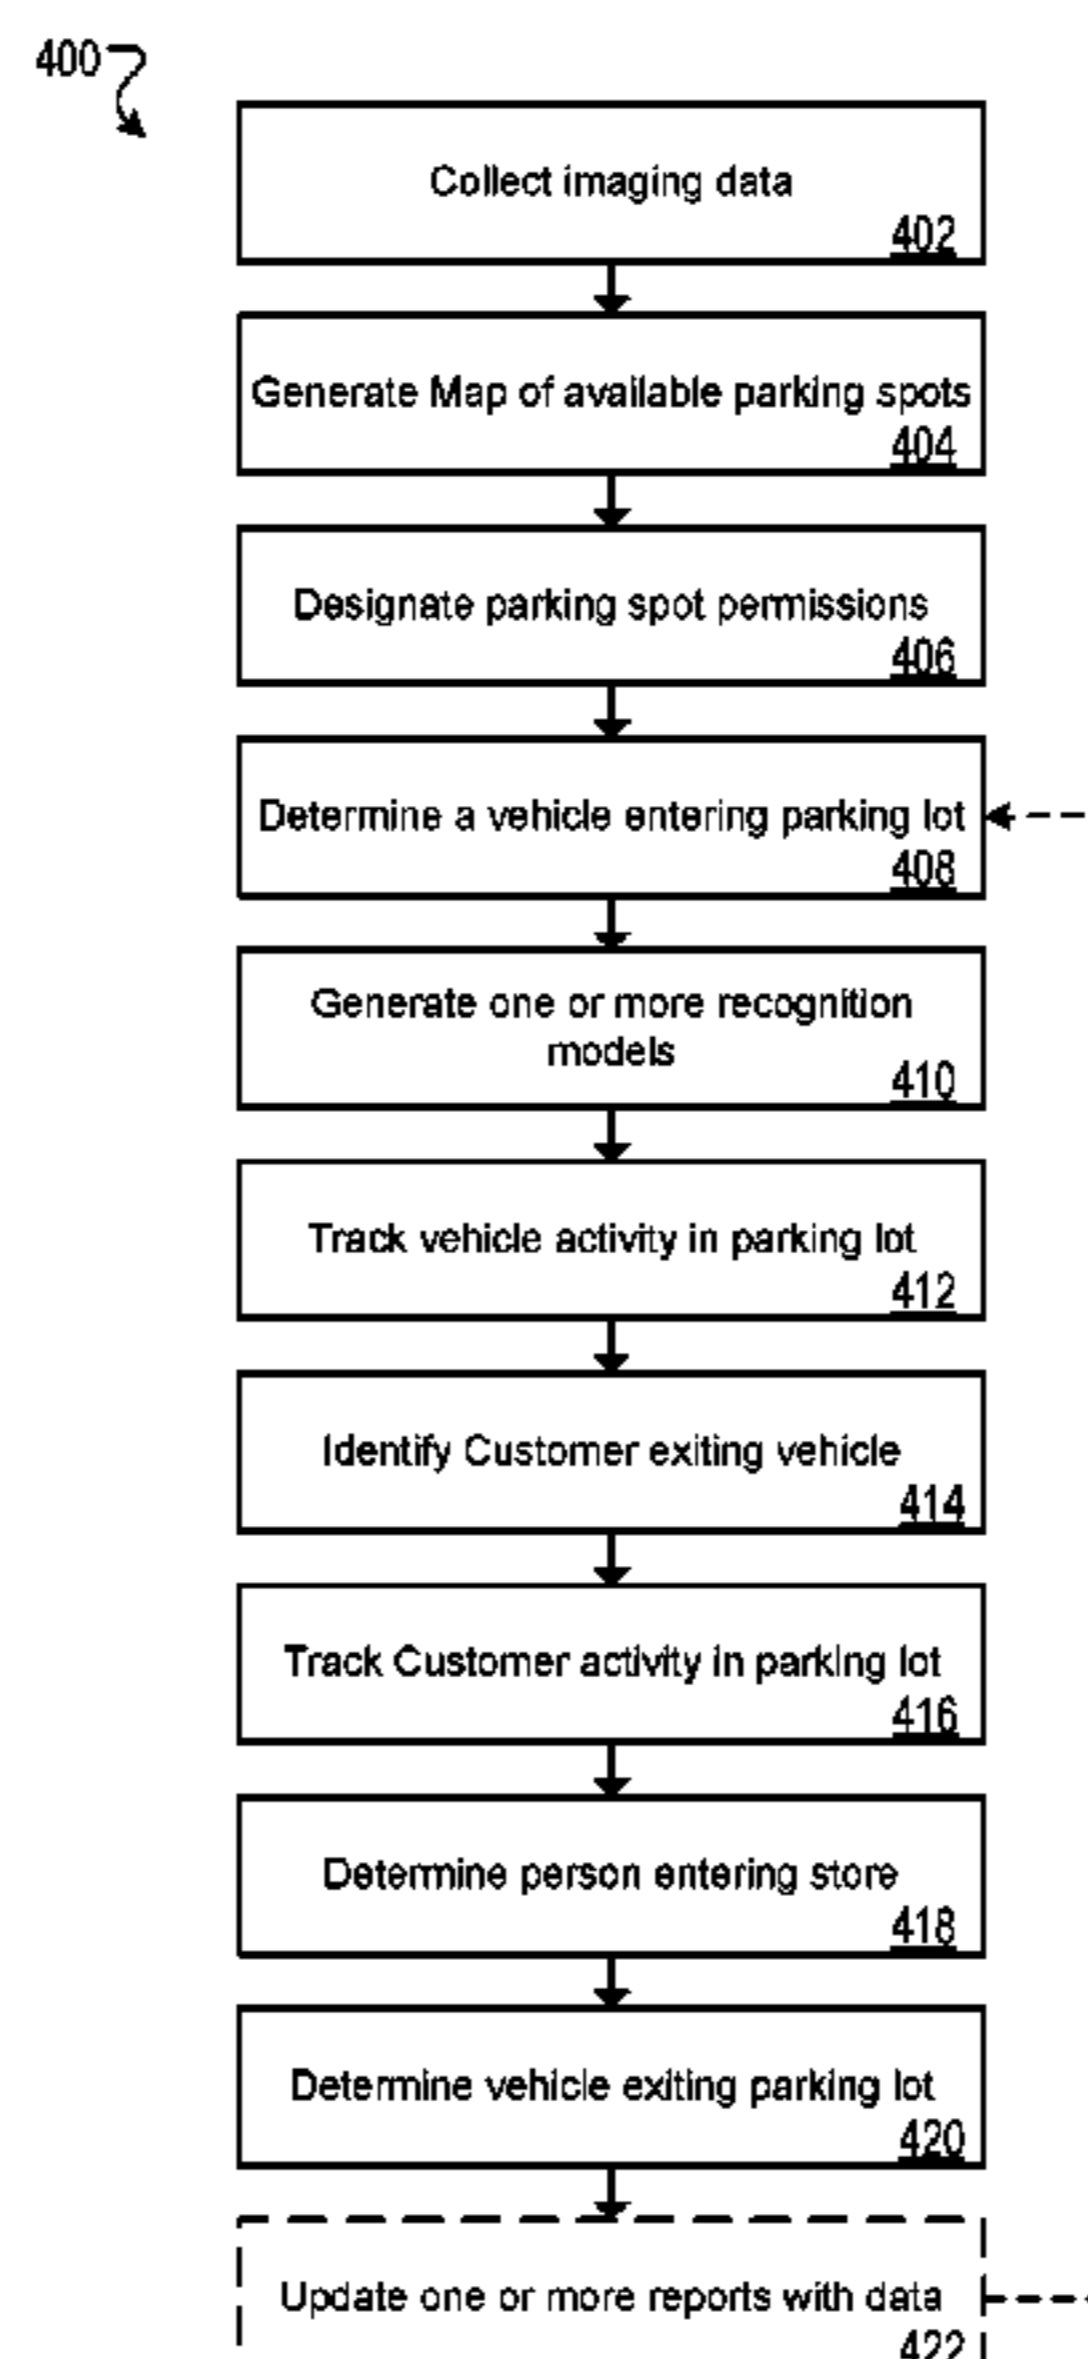 400
Collect imaging data
402
Generate Map of available parking spots
404
Designate parking spot permissions
406
Determine a vehicle entering parking lot
408
Generate one or more recognition
models
410
Track vehicle activity in parking lot
412
Identify Customer exiting vehicle
414
Track Customer activity in parking lot
416
Determine person entering store
418
Determine vehicle exiting parking lot
420
Update one or more reports with data
422